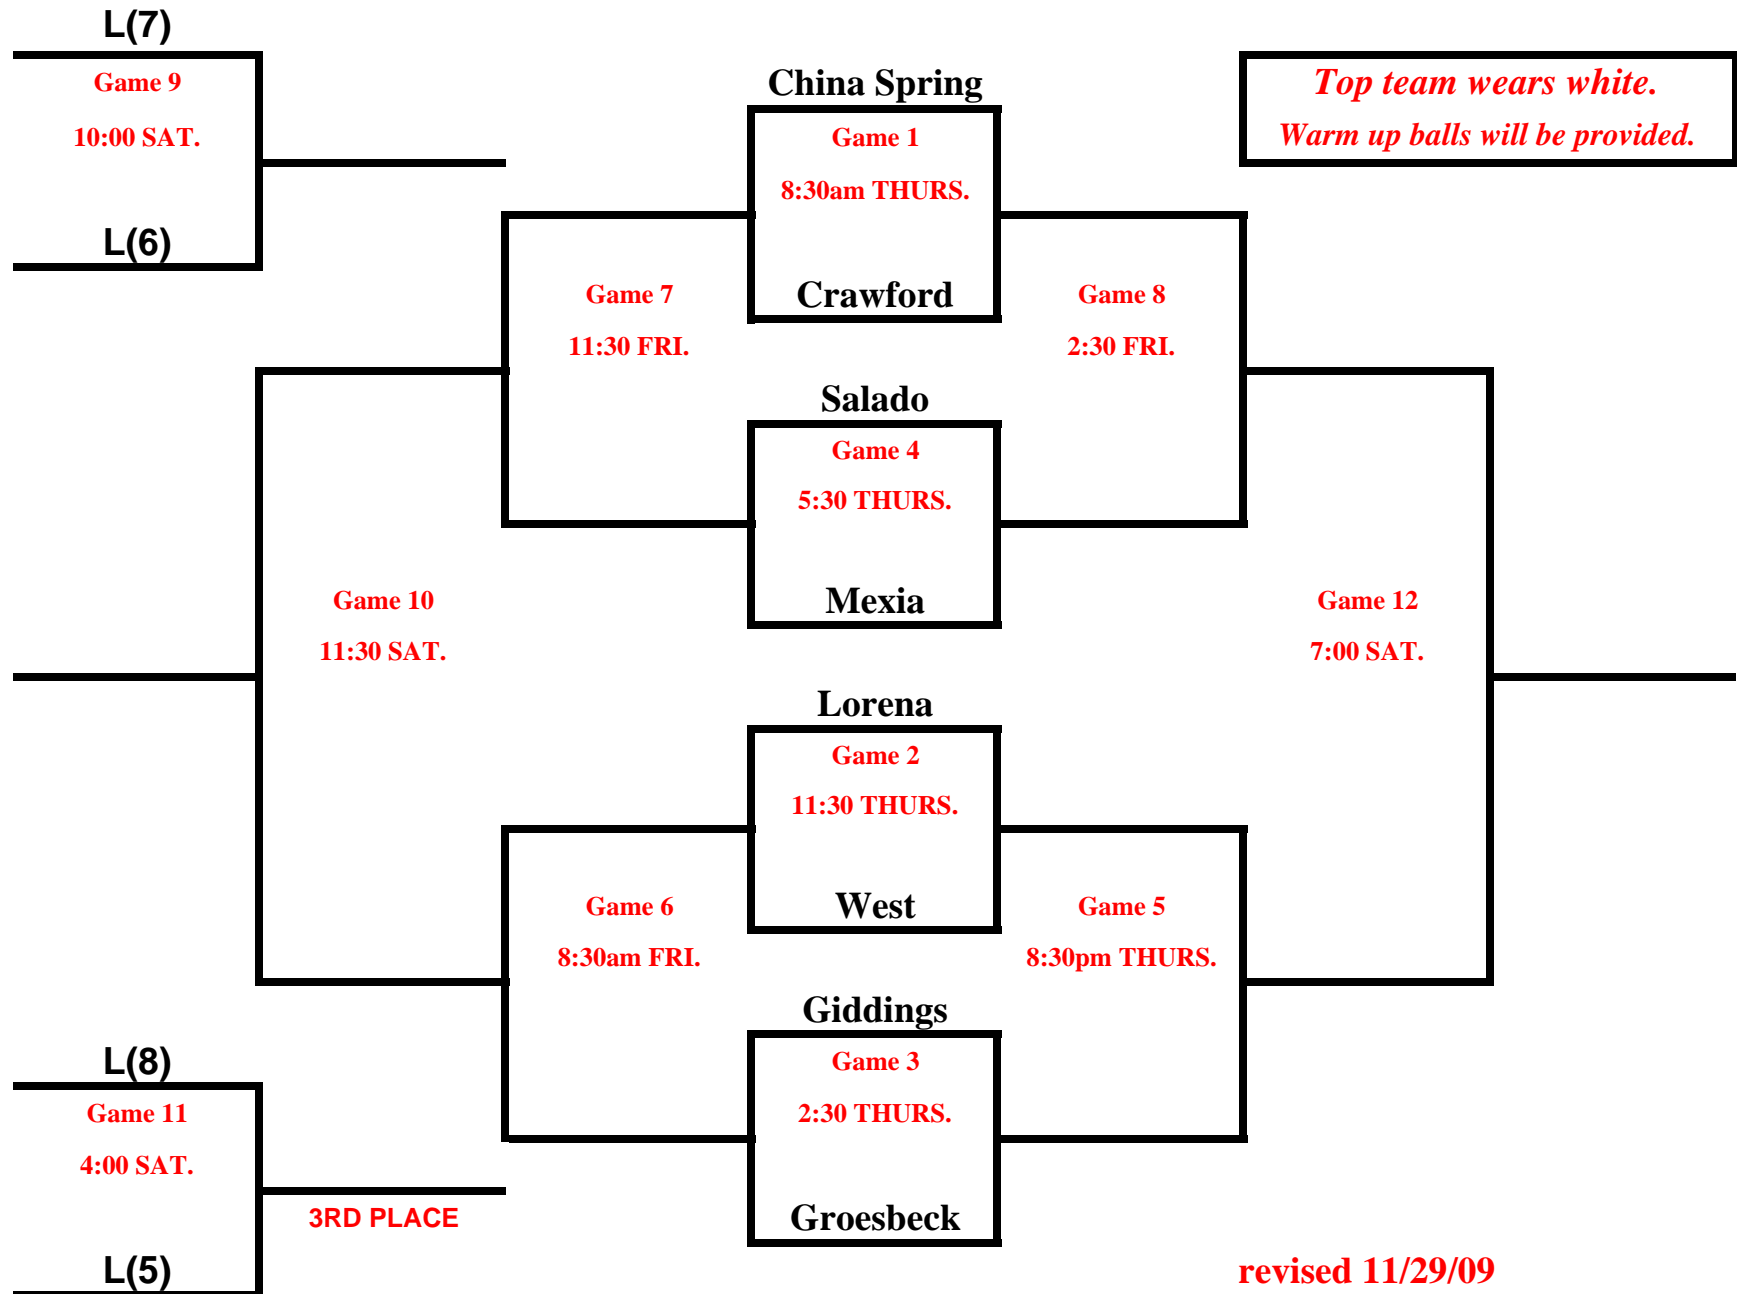 L(7)
Game 9
10:00 SAT.
L(6)
China Spring
Game 1
8:30am THURS.
Crawford
Top team wears white.
Warm up balls will be provided.
Game 7
11:30 FRI.
Game 8
2:30 FRI.
Salado
Game 4
5:30 THURS.
Mexia
Game 10
11:30 SAT.
Game 12
7:00 SAT.
Lorena
Game 2
11:30 THURS.
West
Game 6
8:30am FRI.
Game 5
8:30pm THURS.
Giddings
Game 3
2:30 THURS.
Groesbeck
L(8)
Game 11
4:00 SAT.
3RD PLACE
L(5)
revised 11/29/09